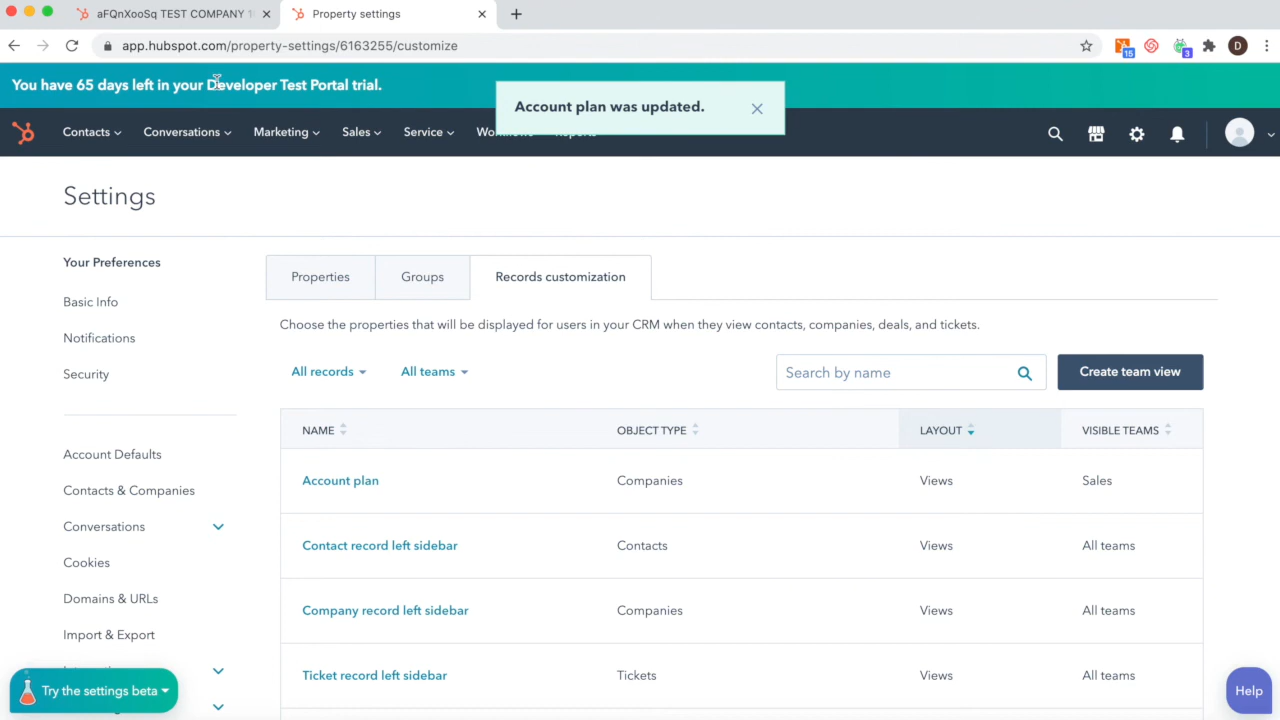 aFQnXooSq TEST COMPANY
Property settings
app.hubspot.com/property-settings/6163255/customize
15
3
D
You have 65 days left in your Developer Test Portal trial.
Account plan was updated.
Contacts
Conversations
Marketing
Sales
Service
Settings
Your Preferences
Basic Info
Notifications
Security
Account Defaults
Contacts & Companies
Conversations
Cookies
Domains & URLs
Import & Export
Try the settings beta
Properties
Groups
Records customization
Choose the properties that will be displayed for users in your CRM when they view contacts, companies, deals, and tickets.
All records
All teams
Search by name
Create team view
NAME OBJECT TYPE LAYOUT VISIBLE TEAMS
Account plan Companies Views Sales
Contact record left sidebar Contacts Views All teams
Company record left sidebar Companies Views All teams
Ticket record left sidebar Tickets Views All teams
Help